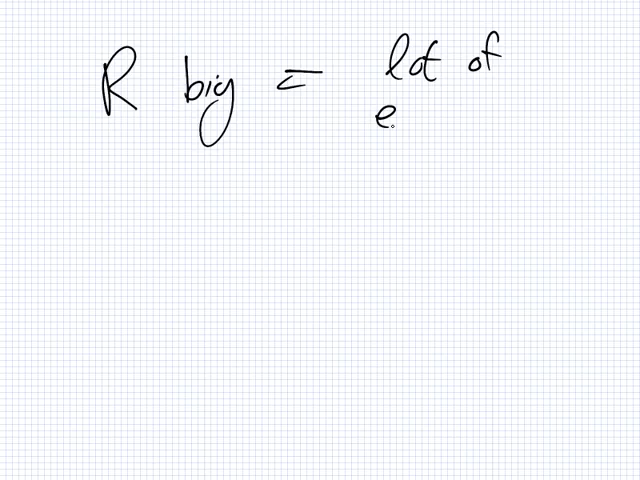 R big = lot of
e.